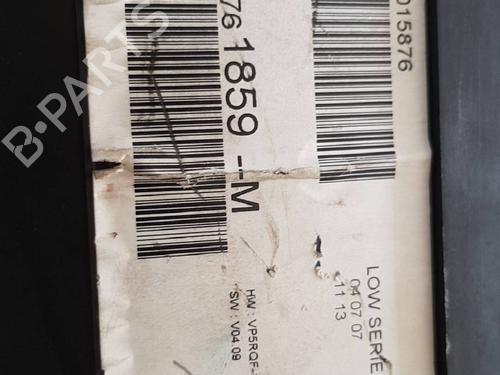 015876
761859 --M
LOW SERIE
04 07 07
11 13
HW : VP5RQF-
SW : V04.09
B-PARTS